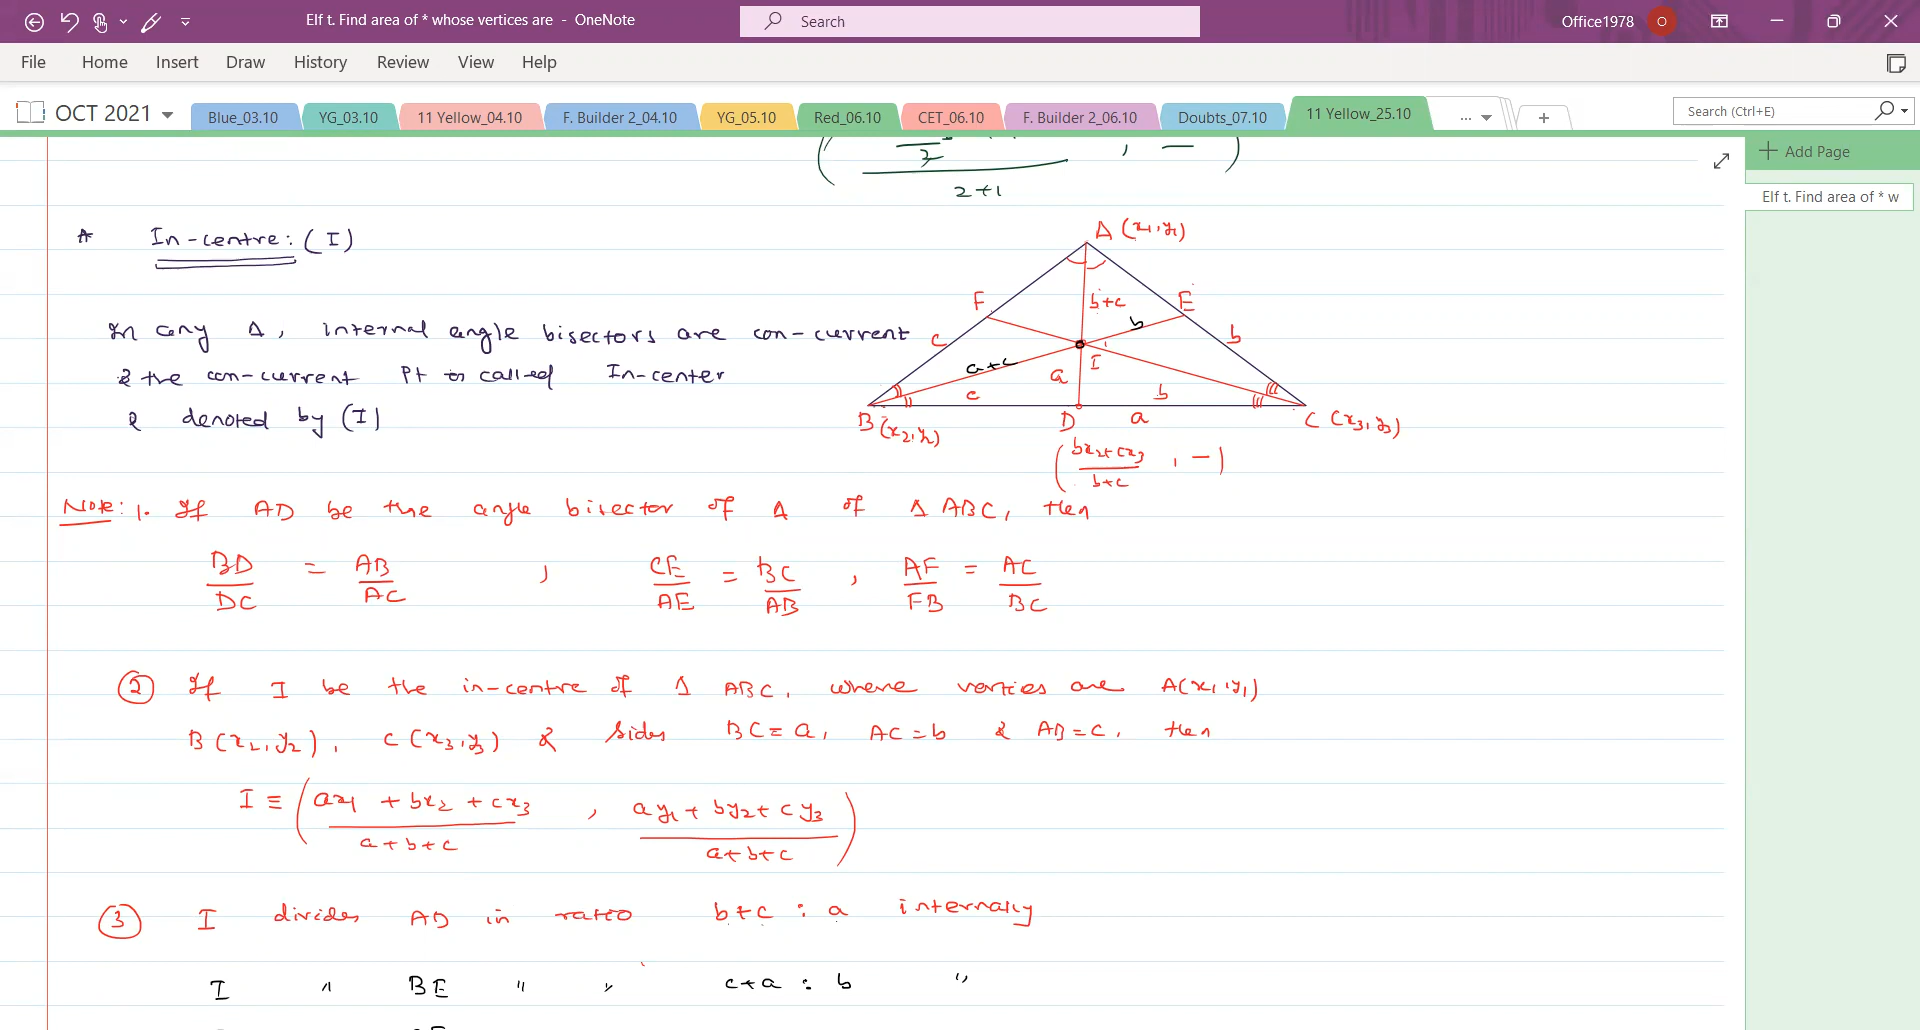 Elf t. Find area of * whose vertices are - OneNote
Search
Office1978
O
File Home Insert Draw History Review View Help
OCT 2021
Blue_03.10 YG_03.10 11 Yellow_04.10 F. Builder 2_04.10 YG_05.10 Red_06.10 CET_06.10 F. Builder 2_06.10 Doubts_07.10 11 Yellow_25.10 ... +
Search (Ctrl+E)
+ Add Page
Elf t. Find area of * w
2
, —
2+1
* In-centre: (I)
In any Δ, internal angle bisectors are con-current
& the con-current Pt is called In-center
& denoted by (I)
A (x1, y1)
F
b+c
E
b
c
b
a+c
I
a
c
b
B (x2, y2)
D
a
C (x3, y3)
(bx2+cx3 / b+c , —)
Note: 1. If AD be the angle bisector of A of Δ ABC, then
BD/DC = AB/AC , CE/AE = BC/AB , AF/FB = AC/BC
② If I be the in-centre of Δ ABC, where vertices are A(x1, y1)
B(x2, y2), C(x3, y3) & sides BC=a, AC=b & AB=c, then
I ≡ (ax1 + bx2 + cx3 / a+b+c , ay1 + by2 + cy3 / a+b+c)
③ I divides AD in ratio b+c : a internally
I " BE " " c+a : b "